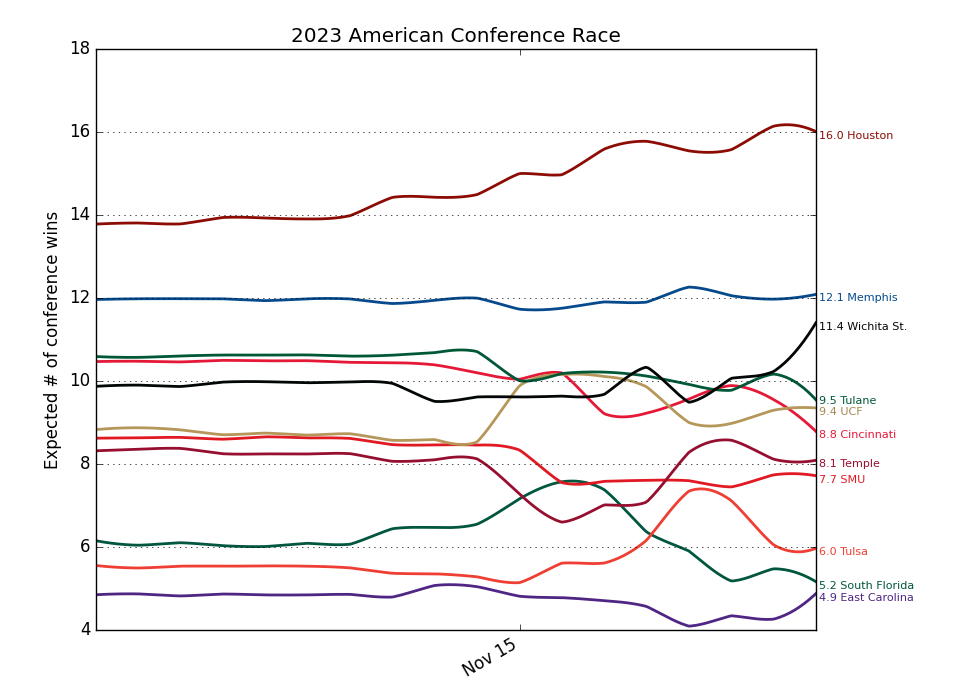 2023 American Conference Race
Expected # of conference wins
18
16
14
12
10
8
6
4
Nov 15
16.0 Houston
12.1 Memphis
11.4 Wichita St.
9.5 Tulane
9.4 UCF
8.8 Cincinnati
8.1 Temple
7.7 SMU
6.0 Tulsa
5.2 South Florida
4.9 East Carolina